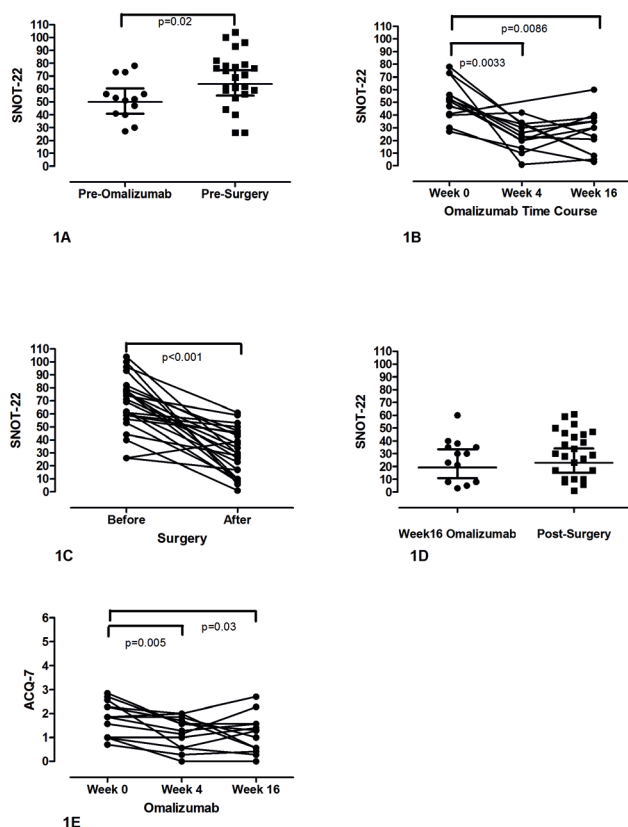 p=0.02
SNOT-22
110
100
90
80
70
60
50
40
30
20
10
0
Pre-Omalizumab Pre-Surgery
1A
p=0.0086
p=0.0033
SNOT-22
110
100
90
80
70
60
50
40
30
20
10
0
Week 0 Week 4 Week 16
Omalizumab Time Course
1B
p<0.001
SNOT-22
110
100
90
80
70
60
50
40
30
20
10
0
Before After
Surgery
1C
SNOT-22
110
100
90
80
70
60
50
40
30
20
10
0
Week16 Omalizumab Post-Surgery
1D
p=0.03
p=0.005
ACQ-7
6
5
4
3
2
1
0
Week 0 Week 4 Week 16
Omalizumab
1E